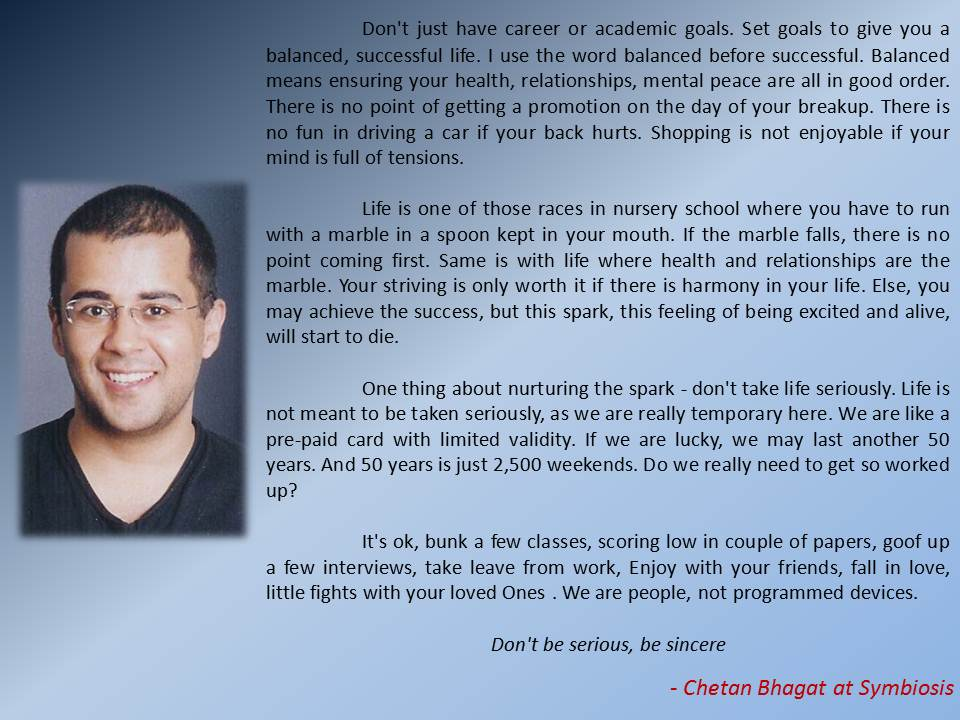 Don't just have career or academic goals. Set goals to give you a
balanced, successful life. I use the word balanced before successful. Balanced
means ensuring your health, relationships, mental peace are all in good order.
There is no point of getting a promotion on the day of your breakup. There is
no fun in driving a car if your back hurts. Shopping is not enjoyable if your
mind is full of tensions.
Life is one of those races in nursery school where you have to run
with a marble in a spoon kept in your mouth. If the marble falls, there is no
point coming first. Same is with life where health and relationships are the
marble. Your striving is only worth it if there is harmony in your life. Else, you
may achieve the success, but this spark, this feeling of being excited and alive,
will start to die.
One thing about nurturing the spark - don't take life seriously. Life is
not meant to be taken seriously, as we are really temporary here. We are like a
pre-paid card with limited validity. If we are lucky, we may last another 50
years. And 50 years is just 2,500 weekends. Do we really need to get so worked
up?
It's ok, bunk a few classes, scoring low in couple of papers, goof up
a few interviews, take leave from work, Enjoy with your friends, fall in love,
little fights with your loved Ones . We are people, not programmed devices.
Don't be serious, be sincere
- Chetan Bhagat at Symbiosis